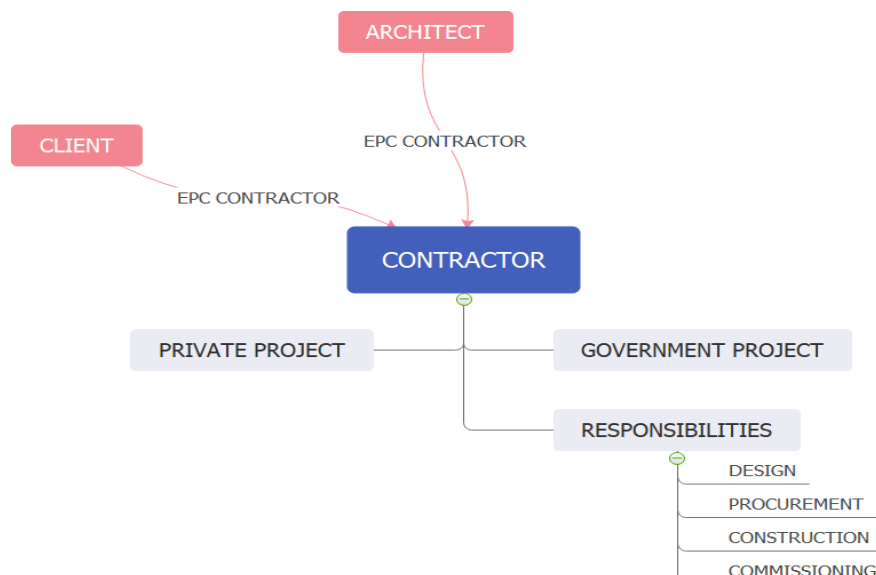 ARCHITECT
EPC CONTRACTOR
CLIENT
EPC CONTRACTOR
CONTRACTOR
PRIVATE PROJECT
GOVERNMENT PROJECT
RESPONSIBILITIES
DESIGN
PROCUREMENT
CONSTRUCTION
COMMISSIONING